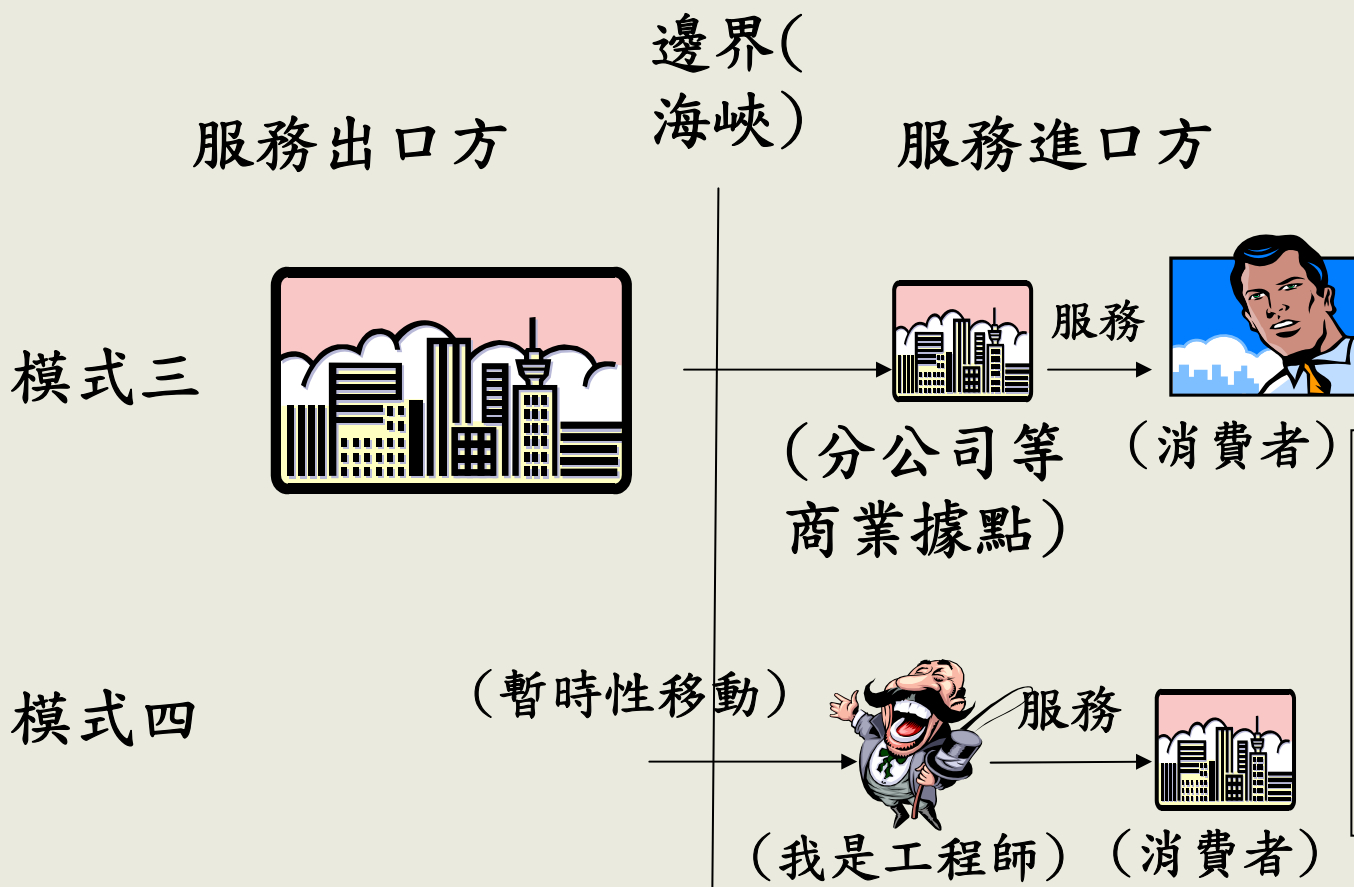 邊界(
海峽)
服務出口方
服務進口方
模式三
服務
(分公司等
商業據點)
(消費者)
模式四
(暫時性移動)
服務
(我是工程師)
(消費者)